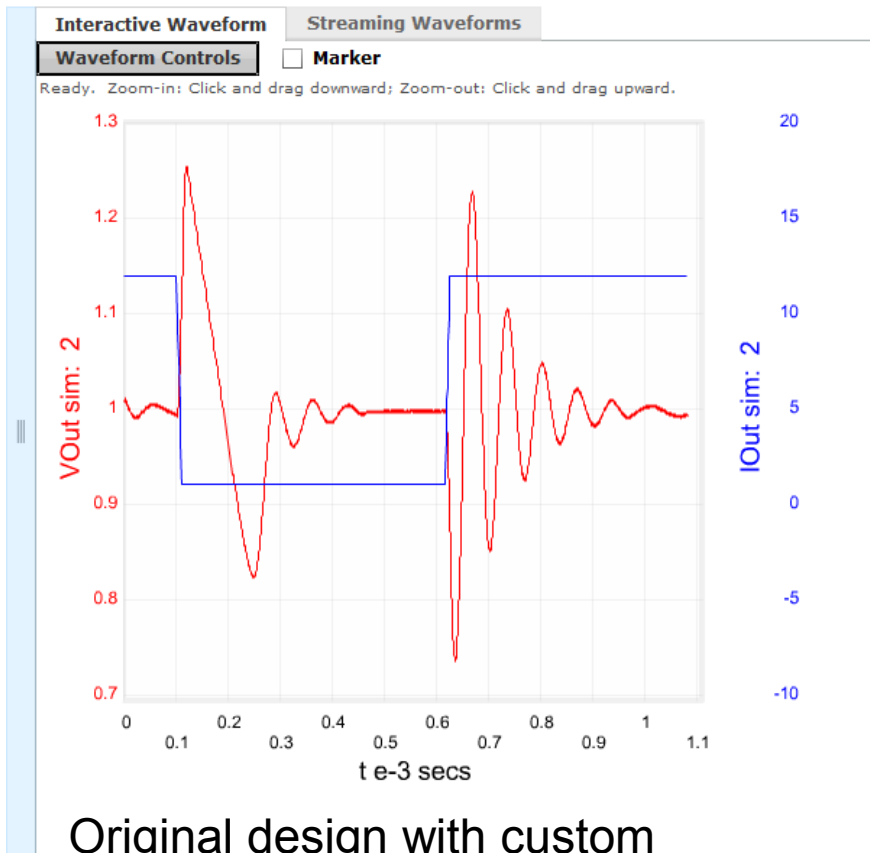 Interactive Waveform Streaming Waveforms
Waveform Controls Marker
Ready. Zoom-in: Click and drag downward; Zoom-out: Click and drag upward.
1.3 20
1.2 15
1.1 10
1 5
0.9 0
0.8 -5
0.7 -10
VOut sim: 2
IOut sim: 2
0 0.2 0.4 0.6 0.8 1
0.1 0.3 0.5 0.7 0.9 1.1
t e-3 secs
Original design with custom